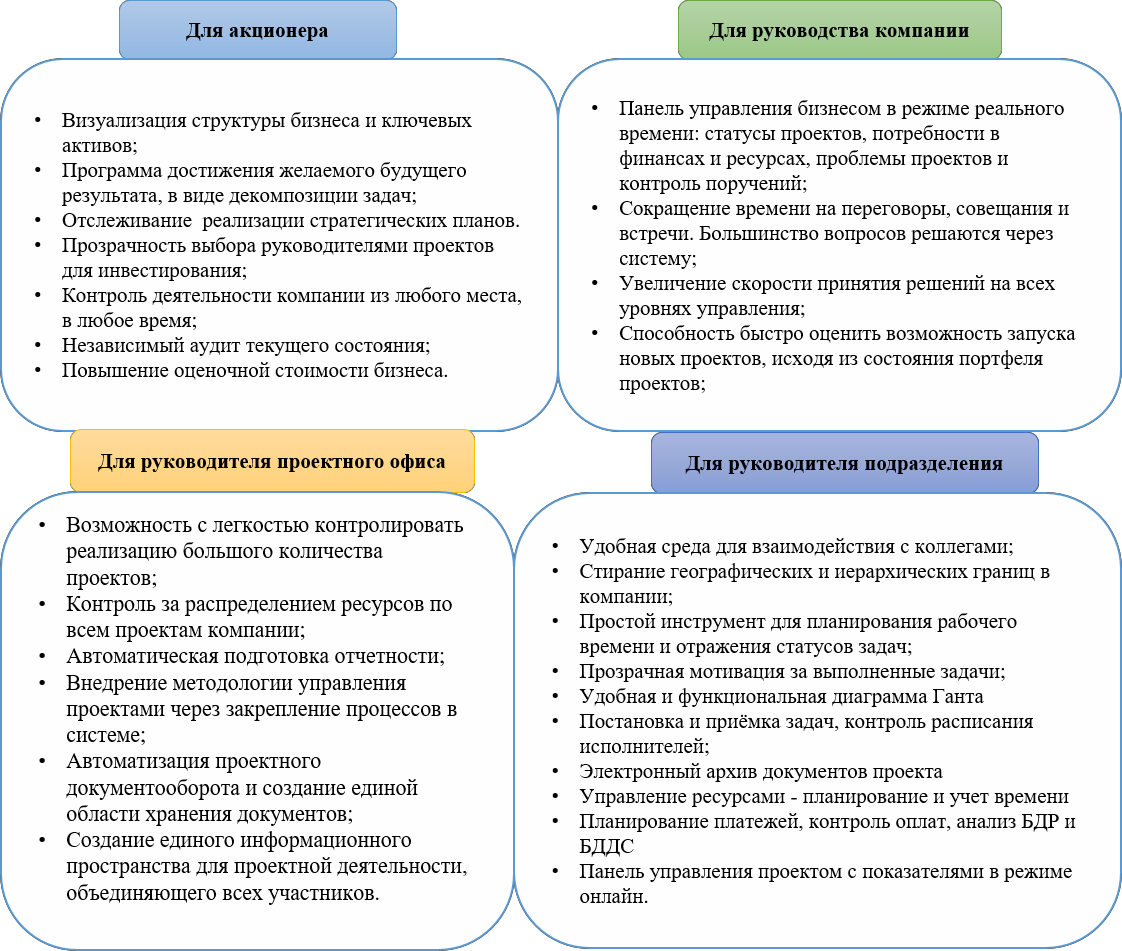 Для акционера
• Визуализация структуры бизнеса и ключевых
активов;
• Программа достижения желаемого будущего
результата, в виде декомпозиции задач;
• Отслеживание  реализации стратегических планов.
• Прозрачность выбора руководителями проектов
для инвестирования;
• Контроль деятельности компании из любого места,
в любое время;
• Независимый аудит текущего состояния;
• Повышение оценочной стоимости бизнеса.
Для руководства компании
• Панель управления бизнесом в режиме реального
времени: статусы проектов, потребности в
финансах и ресурсах, проблемы проектов и
контроль поручений;
• Сокращение времени на переговоры, совещания и
встречи. Большинство вопросов решаются через
систему;
• Увеличение скорости принятия решений на всех
уровнях управления;
• Способность быстро оценить возможность запуска
новых проектов, исходя из состояния портфеля
проектов;
Для руководителя проектного офиса
• Возможность с легкостью контролировать
реализацию большого количества
проектов;
• Контроль за распределением ресурсов по
всем проектам компании;
• Автоматическая подготовка отчетности;
• Внедрение методологии управления
проектами через закрепление процессов в
системе;
• Автоматизация проектного
документооборота и создание единой
области хранения документов;
• Создание единого информационного
пространства для проектной деятельности,
объединяющего всех участников.
Для руководителя подразделения
• Удобная среда для взаимодействия с коллегами;
• Стирание географических и иерархических границ в
компании;
• Простой инструмент для планирования рабочего
времени и отражения статусов задач;
• Прозрачная мотивация за выполненные задачи;
• Удобная и функциональная диаграмма Ганта
• Постановка и приёмка задач, контроль расписания
исполнителей;
• Электронный архив документов проекта
• Управление ресурсами - планирование и учет времени
• Планирование платежей, контроль оплат, анализ БДР и
БДДС
• Панель управления проектом с показателями в режиме
онлайн.